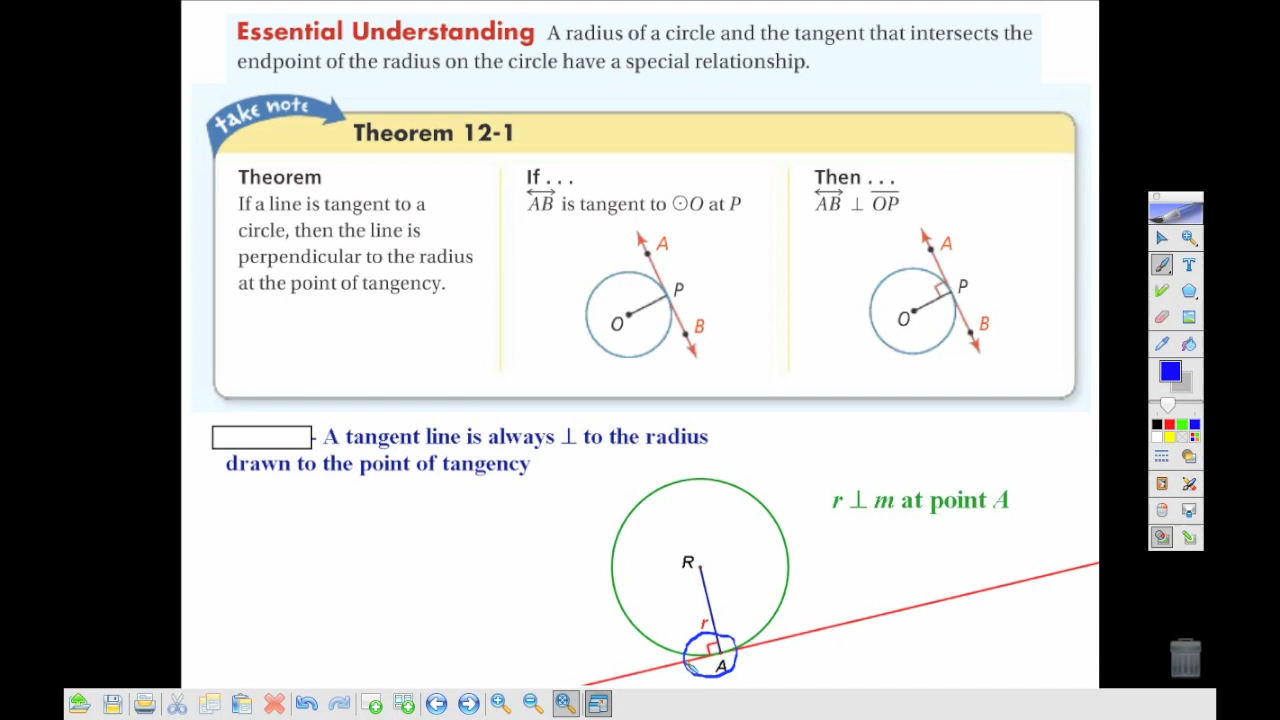 Essential Understanding A radius of a circle and the tangent that intersects the
endpoint of the radius on the circle have a special relationship.
take note
Theorem 12-1
Theorem
If a line is tangent to a
circle, then the line is
perpendicular to the radius
at the point of tangency.
If . . .
AB is tangent to ⊙O at P
A
P
O
B
Then . . .
AB ⊥ OP
A
P
O
B
- A tangent line is always ⊥ to the radius
drawn to the point of tangency
r ⊥ m at point A
R
r
A
T